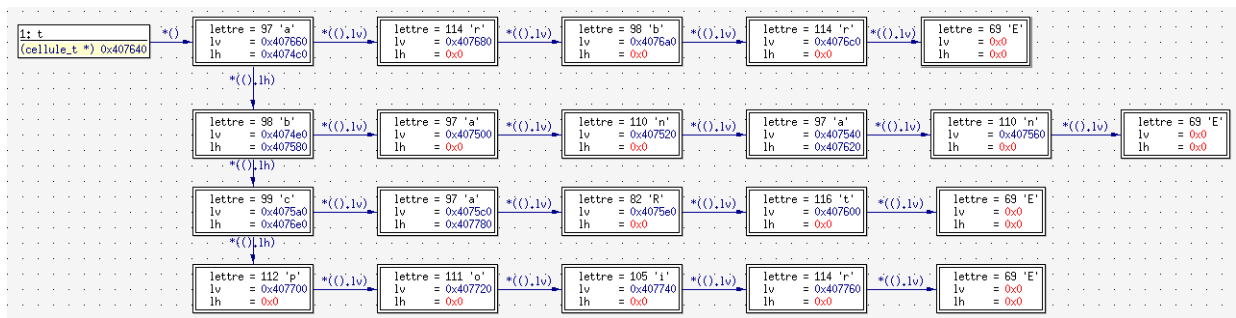 1: t
(cellule_t *) 0x407640
*()
lettre = 97 'a'
lv = 0x407660
lh = 0x4074c0
*(().lv)
lettre = 114 'r'
lv = 0x407680
lh = 0x0
*(().lv)
lettre = 98 'b'
lv = 0x4076a0
lh = 0x0
*(().lv)
lettre = 114 'r'
lv = 0x4076c0
lh = 0x0
*(().lv)
lettre = 69 'E'
lv = 0x0
lh = 0x0
*(().lh)
lettre = 98 'b'
lv = 0x4074e0
lh = 0x407580
*(().lv)
lettre = 97 'a'
lv = 0x407500
lh = 0x0
*(().lv)
lettre = 110 'n'
lv = 0x407520
lh = 0x0
*(().lv)
lettre = 97 'a'
lv = 0x407540
lh = 0x407620
*(().lv)
lettre = 110 'n'
lv = 0x407560
lh = 0x0
*(().lv)
lettre = 69 'E'
lv = 0x0
lh = 0x0
*(().lh)
lettre = 99 'c'
lv = 0x4075a0
lh = 0x4076e0
*(().lv)
lettre = 97 'a'
lv = 0x4075c0
lh = 0x407780
*(().lv)
lettre = 82 'R'
lv = 0x4075e0
lh = 0x0
*(().lv)
lettre = 116 't'
lv = 0x407600
lh = 0x0
*(().lv)
lettre = 69 'E'
lv = 0x0
lh = 0x0
*(().lh)
lettre = 112 'p'
lv = 0x407700
lh = 0x0
*(().lv)
lettre = 111 'o'
lv = 0x407720
lh = 0x0
*(().lv)
lettre = 105 'i'
lv = 0x407740
lh = 0x0
*(().lv)
lettre = 114 'r'
lv = 0x407760
lh = 0x0
*(().lv)
lettre = 69 'E'
lv = 0x0
lh = 0x0